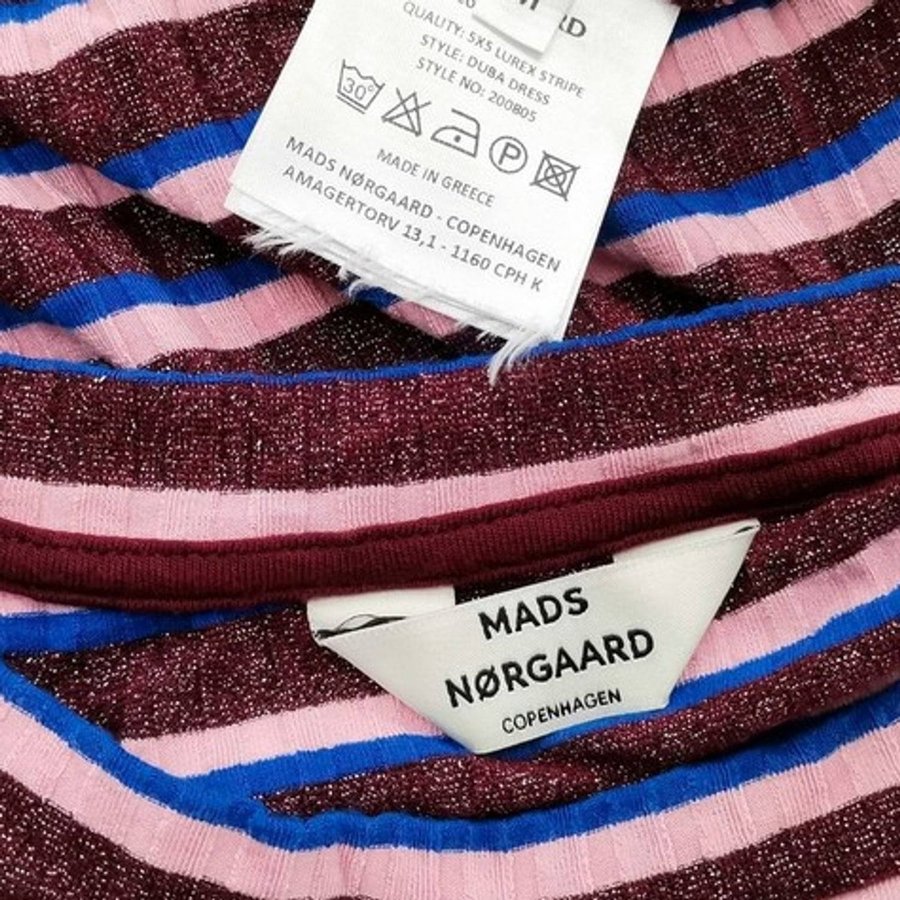 RD
QUALITY: 5X5 LUREX STRIPE
STYLE: DUBA DRESS
STYLE NO: 200805
30°
P
MADE IN GREECE
MADS NØRGAARD - COPENHAGEN
AMAGERTORV 13,1 - 1160 CPH K
MADS
NØRGAARD
COPENHAGEN